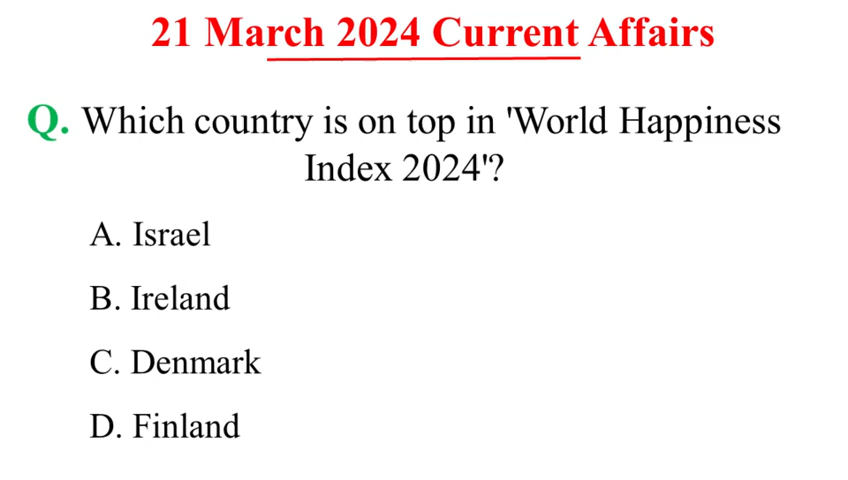 21 March 2024 Current Affairs
Q. Which country is on top in 'World Happiness
Index 2024'?
A. Israel
B. Ireland
C. Denmark
D. Finland